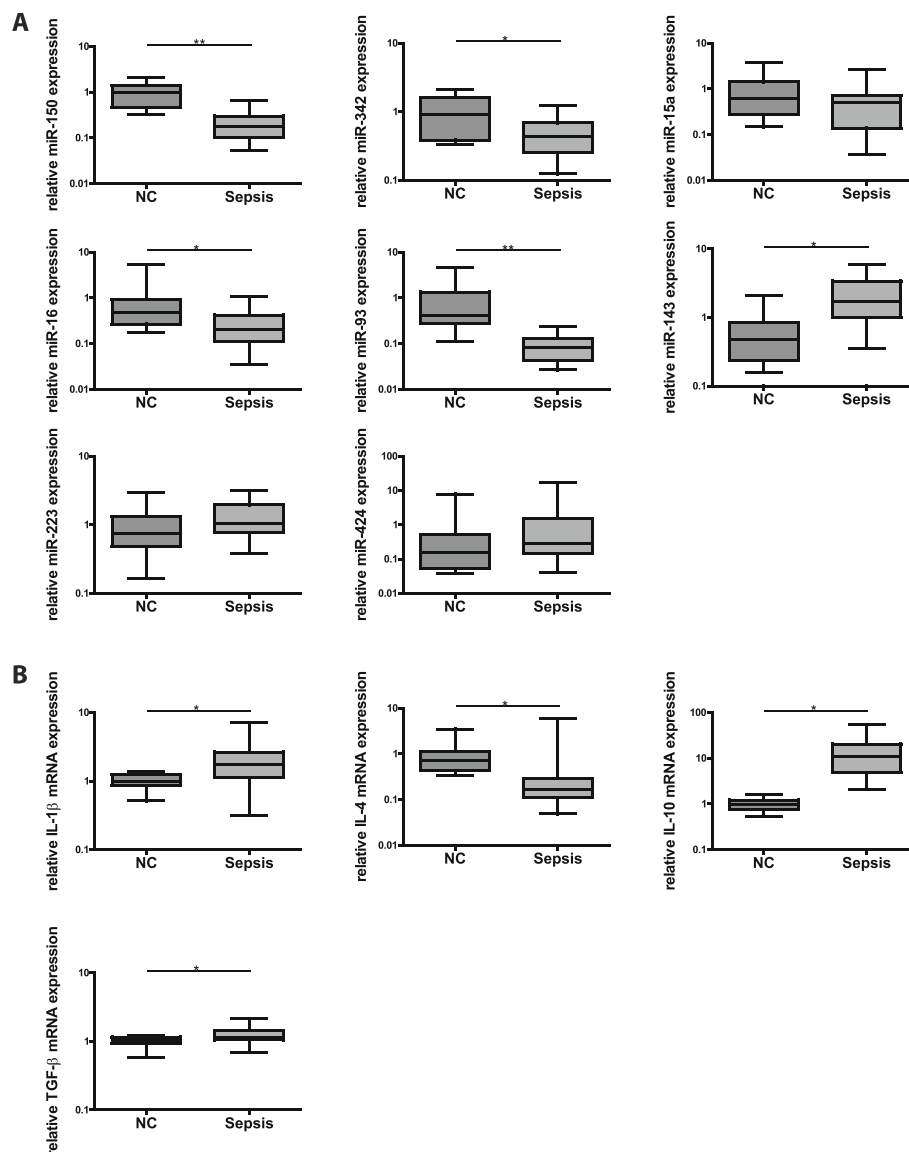 A
relative miR-150 expression
10
1
0.1
0.01
**
NC Sepsis
relative miR-342 expression
10
1
0.1
*
NC Sepsis
relative miR-15a expression
10
1
0.1
0.01
NC Sepsis
relative miR-16 expression
10
1
0.1
0.01
*
NC Sepsis
relative miR-93 expression
10
1
0.1
0.01
**
NC Sepsis
relative miR-143 expression
10
1
0.1
*
NC Sepsis
relative miR-223 expression
10
1
0.1
NC Sepsis
relative miR-424 expression
100
10
1
0.1
0.01
NC Sepsis
B
relative IL-1β mRNA expression
10
1
0.1
*
NC Sepsis
relative IL-4 mRNA expression
10
1
0.1
0.01
*
NC Sepsis
relative IL-10 mRNA expression
100
10
1
0.1
*
NC Sepsis
relative TGF-β mRNA expression
10
1
0.1
*
NC Sepsis